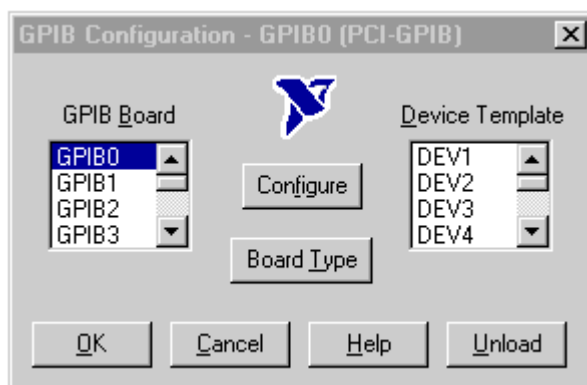 GPIB Configuration - GPIB0 (PCI-GPIB)
GPIB Board
Device Template
GPIB0
GPIB1
GPIB2
GPIB3
DEV1
DEV2
DEV3
DEV4
Configure
Board Type
OK
Cancel
Help
Unload